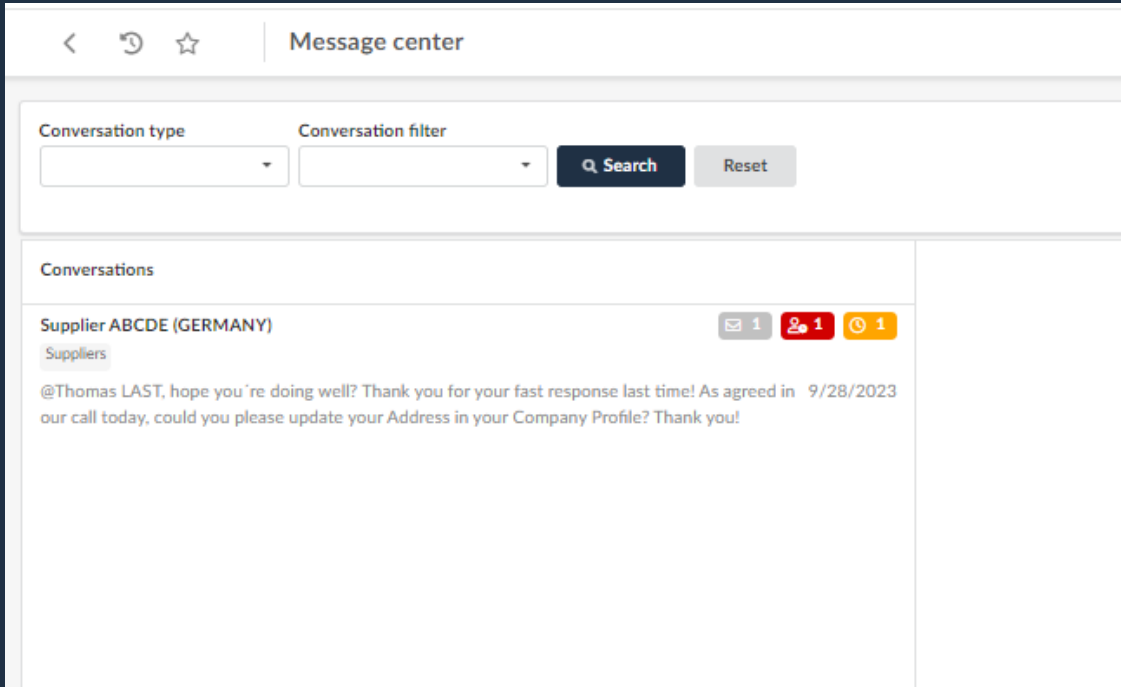 Message center
Conversation type
Conversation filter
Search
Reset
Conversations
Supplier ABCDE (GERMANY)
1
1
1
Suppliers
@Thomas LAST, hope you´re doing well? Thank you for your fast response last time! As agreed in 9/28/2023
our call today, could you please update your Address in your Company Profile? Thank you!